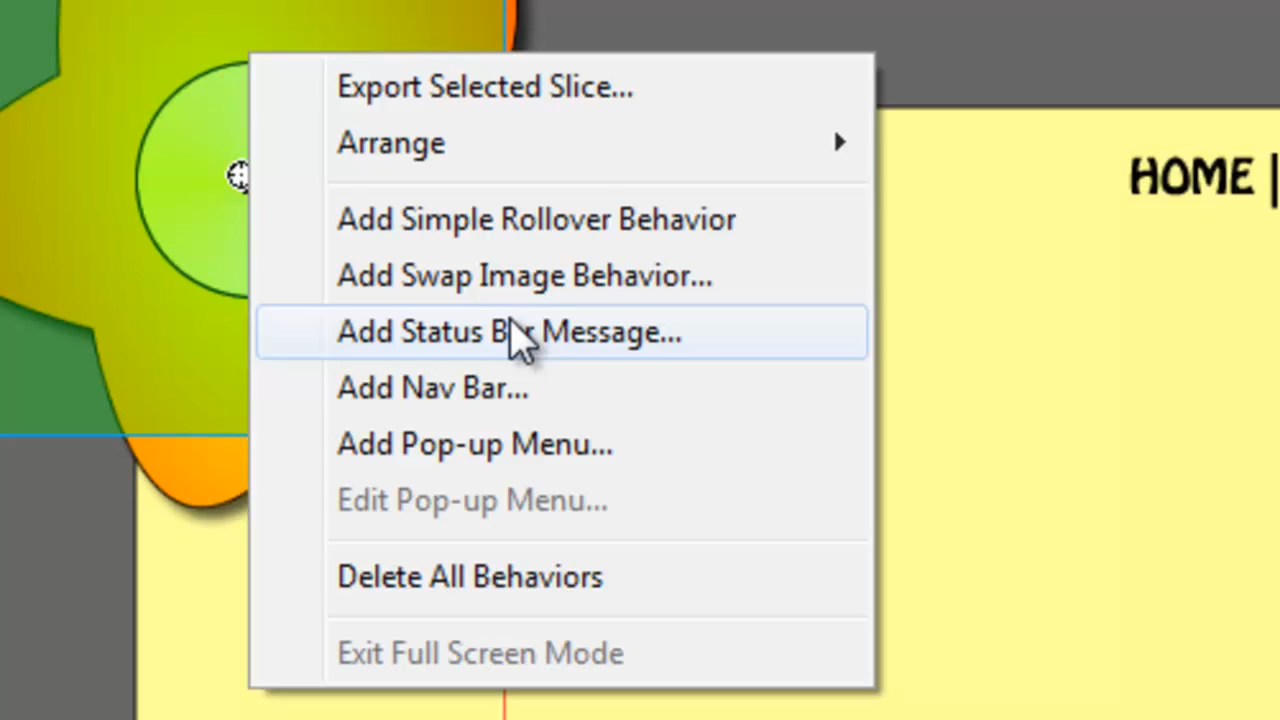 Export Selected Slice...
Arrange
HOME |
Add Simple Rollover Behavior
Add Swap Image Behavior...
Add Status Bar Message...
Add Nav Bar...
Add Pop-up Menu...
Edit Pop-up Menu...
Delete All Behaviors
Exit Full Screen Mode